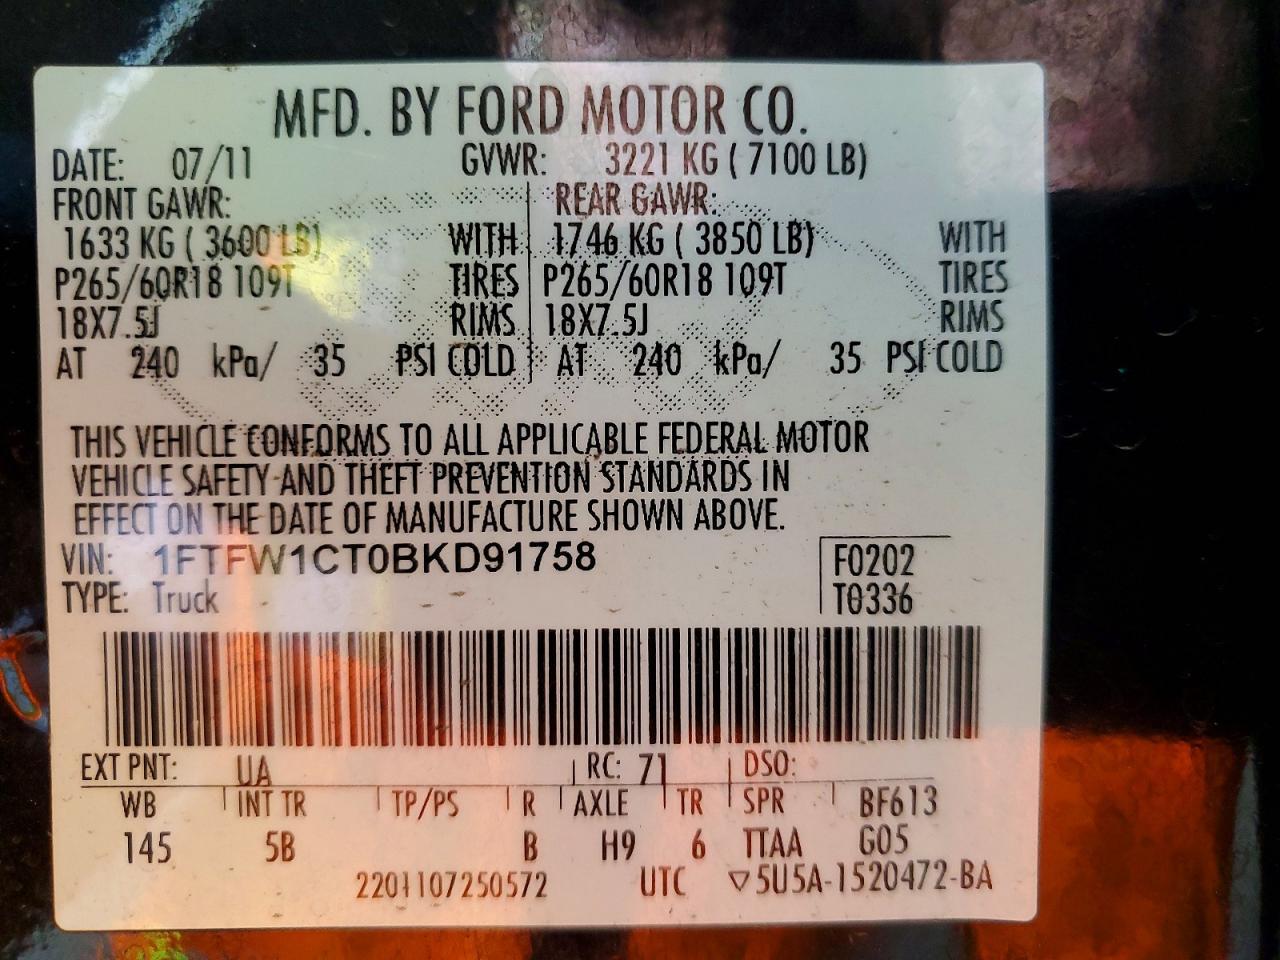 MFD. BY FORD MOTOR CO.
DATE: 07/11 GVWR: 3221 KG ( 7100 LB)
FRONT GAWR: REAR GAWR:
1633 KG ( 3600 LB) WITH 1746 KG ( 3850 LB) WITH
P265/60R18 109T TIRES P265/60R18 109T TIRES
18X7.5J RIMS 18X7.5J RIMS
AT 240 kPa/ 35 PSI COLD AT 240 kPa/ 35 PSI COLD
THIS VEHICLE CONFORMS TO ALL APPLICABLE FEDERAL MOTOR
VEHICLE SAFETY AND THEFT PREVENTION STANDARDS IN
EFFECT ON THE DATE OF MANUFACTURE SHOWN ABOVE.
VIN: 1FTFW1CT0BKD91758 F0202
TYPE: Truck T0336
EXT PNT: UA RC: 71 DSO:
WB INT TR TP/PS R AXLE TR SPR BF613
145 5B B H9 6 TTAA G05
2201107250572 UTC ▽5U5A-1520472-BA